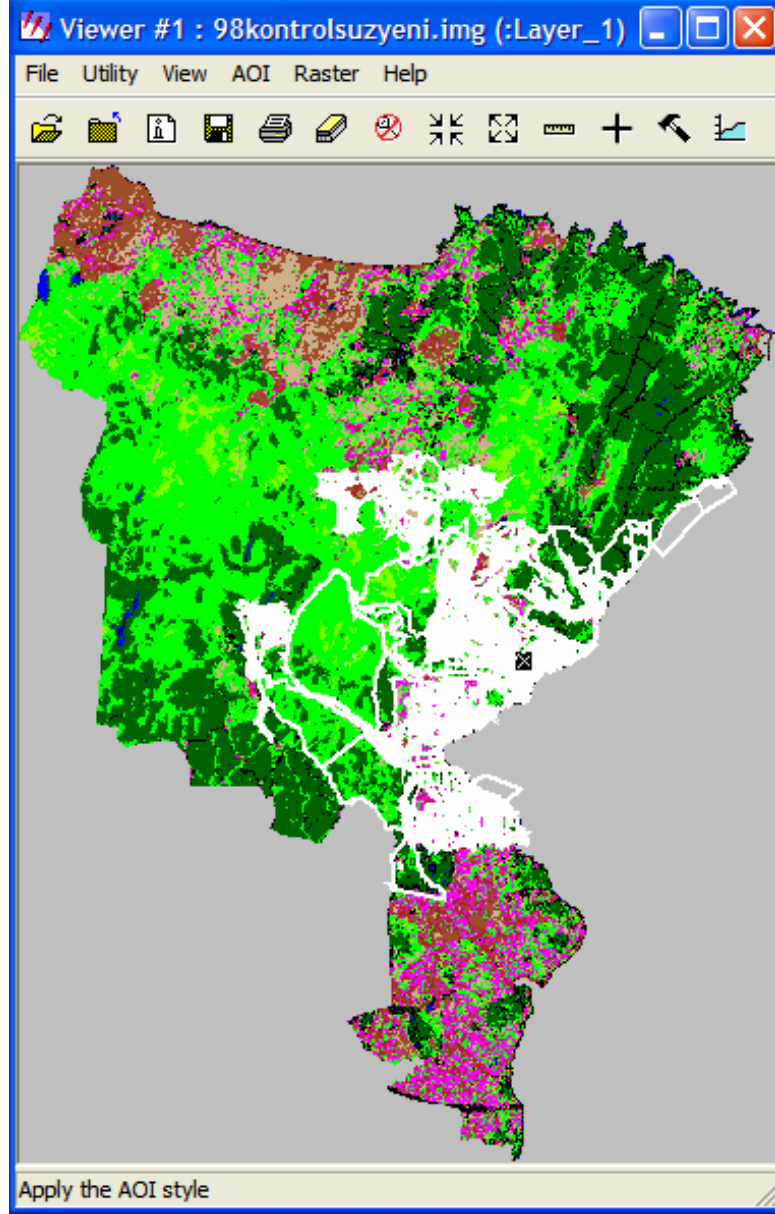 Viewer #1 : 98kontrolsuzyeni.img (:Layer_1)
File Utility View AOI Raster Help
Apply the AOI style